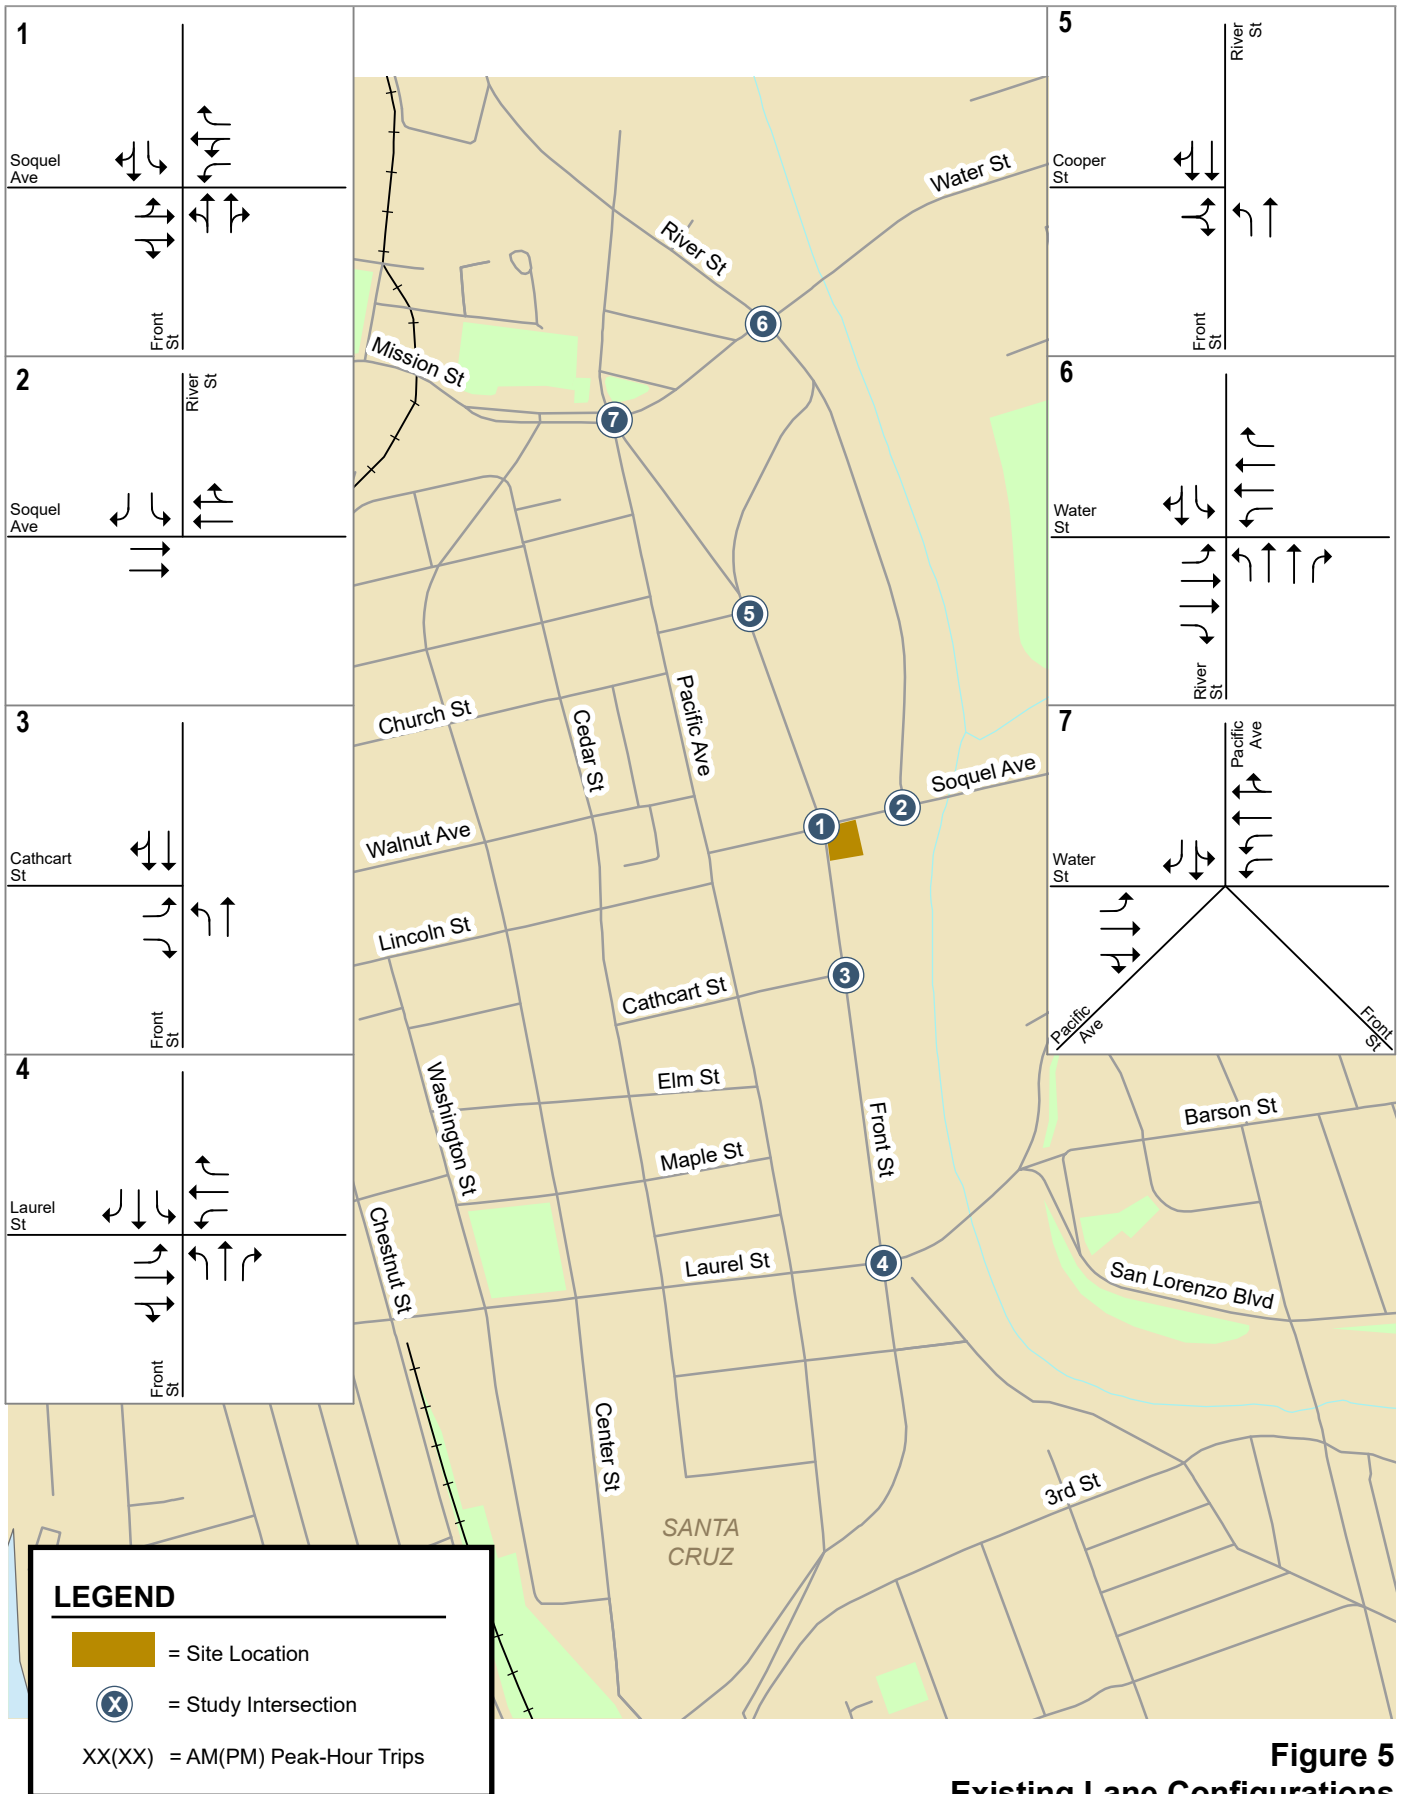 1
Soquel
Ave
Front
St
2
River
St
Soquel
Ave
3
Cathcart
St
Front
St
4
Laurel
St
Front
St
5
River
St
Cooper
St
Front
St
6
Water
St
River
St
7
Pacific
Ave
Water
St
Pacific
Ave
Front
St
Water St
River St
6
Mission St
7
5
Church St
Cedar St
Pacific Ave
Soquel Ave
2
1
Walnut Ave
Lincoln St
3
Cathcart St
Washington St
Elm St
Front St
Barson St
Maple St
Chestnut St
Laurel St
4
San Lorenzo Blvd
Center St
3rd St
SANTA
CRUZ
LEGEND
= Site Location
X = Study Intersection
XX(XX) = AM(PM) Peak-Hour Trips
Figure 5
Existing Lane Configurations